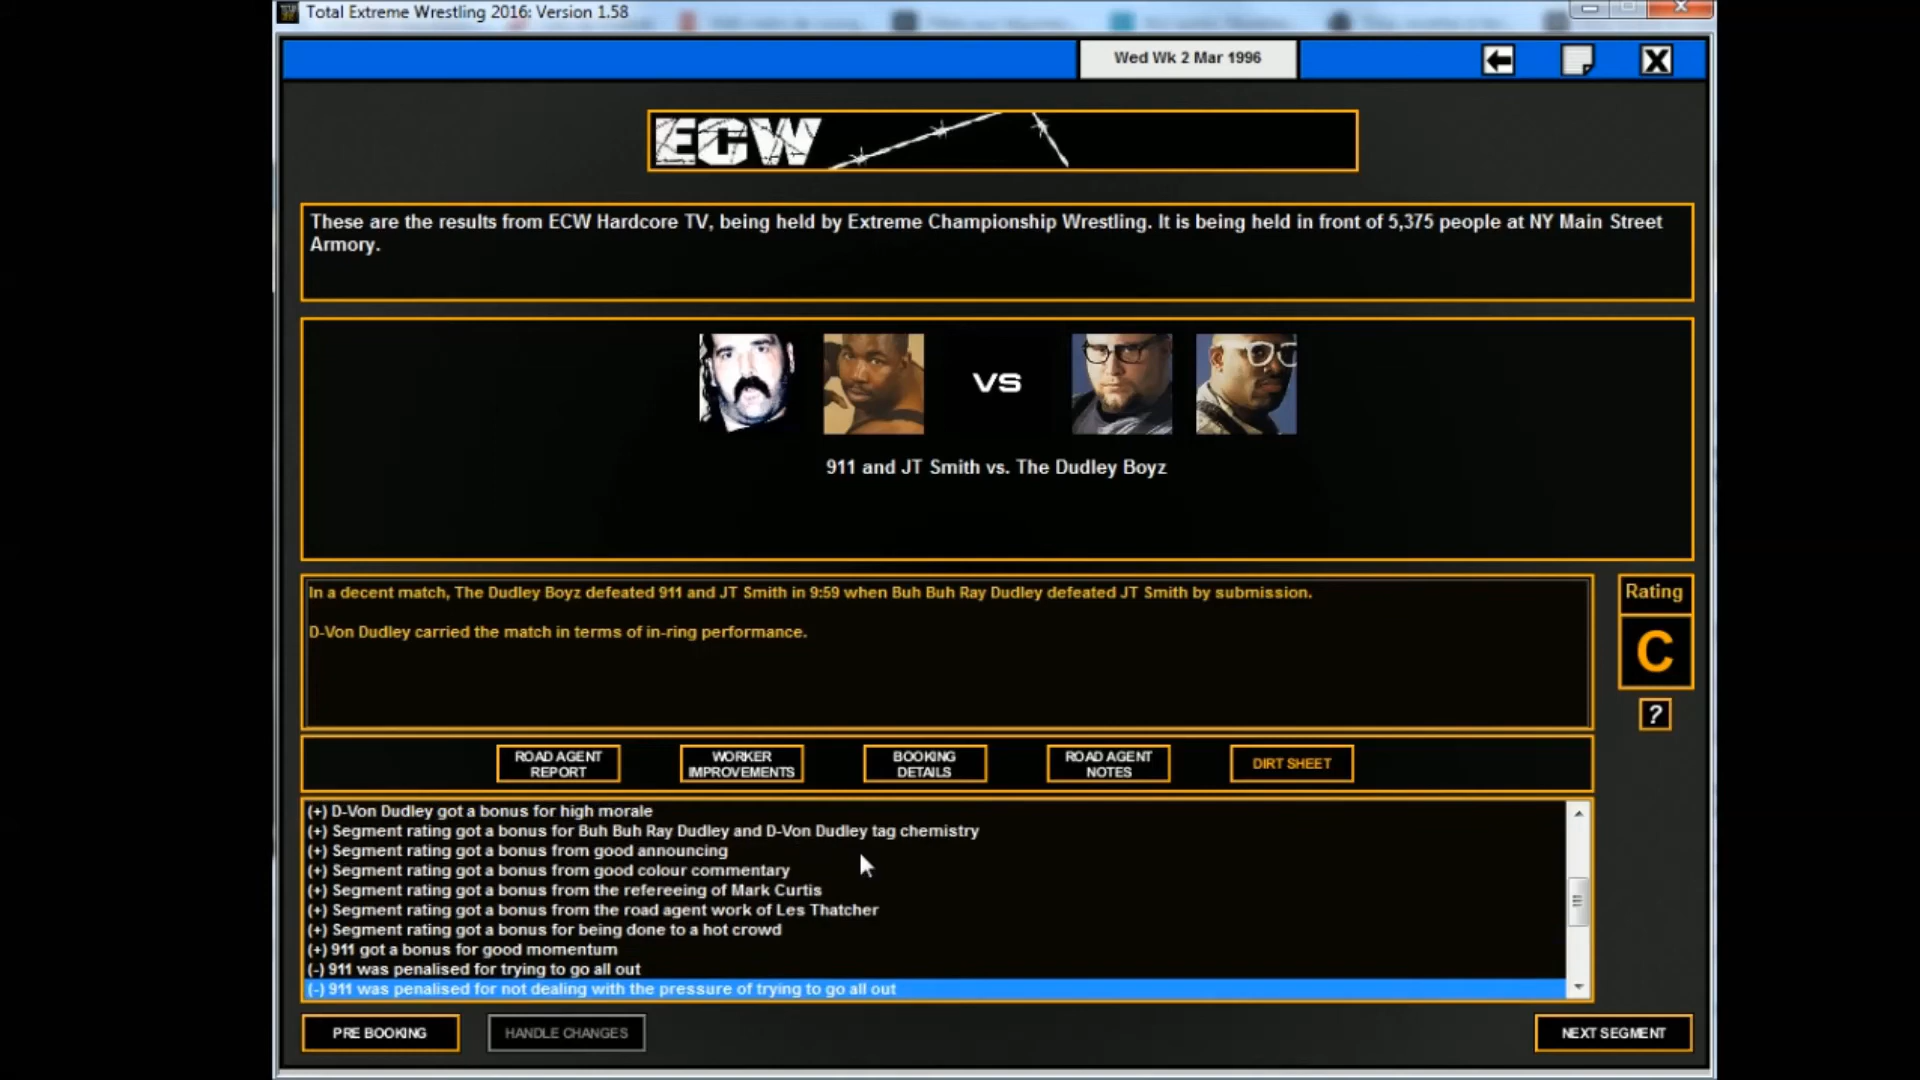 Total Extreme Wrestling 2016: Version 1.58
Wed Wk 2 Mar 1996
ECW
These are the results from ECW Hardcore TV, being held by Extreme Championship Wrestling. It is being held in front of 5,375 people at NY Main Street
Armory.
VS
911 and JT Smith vs. The Dudley Boyz
In a decent match, The Dudley Boyz defeated 911 and JT Smith in 9:59 when Buh Buh Ray Dudley defeated JT Smith by submission.
D-Von Dudley carried the match in terms of in-ring performance.
Rating
C
?
ROAD AGENT
REPORT
WORKER
IMPROVEMENTS
BOOKING
DETAILS
ROAD AGENT
NOTES
DIRT SHEET
(+) D-Von Dudley got a bonus for high morale
(+) Segment rating got a bonus for Buh Buh Ray Dudley and D-Von Dudley tag chemistry
(+) Segment rating got a bonus from good announcing
(+) Segment rating got a bonus from good colour commentary
(+) Segment rating got a bonus from the refereeing of Mark Curtis
(+) Segment rating got a bonus from the road agent work of Les Thatcher
(+) Segment rating got a bonus for being done to a hot crowd
(+) 911 got a bonus for good momentum
(-) 911 was penalised for trying to go all out
(-) 911 was penalised for not dealing with the pressure of trying to go all out
PRE BOOKING
HANDLE CHANGES
NEXT SEGMENT